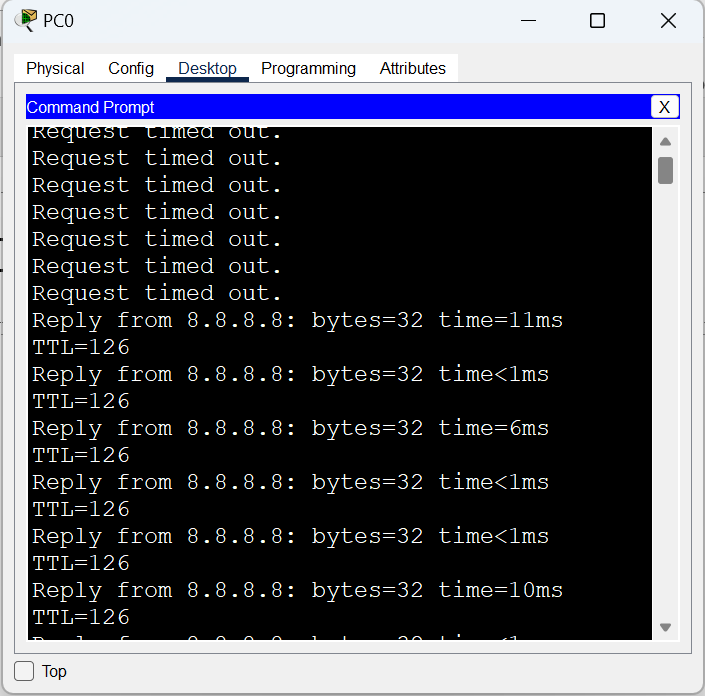 PC0
Physical Config Desktop Programming Attributes
Command Prompt X
Request timed out.
Request timed out.
Request timed out.
Request timed out.
Request timed out.
Request timed out.
Request timed out.
Reply from 8.8.8.8: bytes=32 time=11ms
TTL=126
Reply from 8.8.8.8: bytes=32 time<1ms
TTL=126
Reply from 8.8.8.8: bytes=32 time=6ms
TTL=126
Reply from 8.8.8.8: bytes=32 time<1ms
TTL=126
Reply from 8.8.8.8: bytes=32 time<1ms
TTL=126
Reply from 8.8.8.8: bytes=32 time=10ms
TTL=126
Top